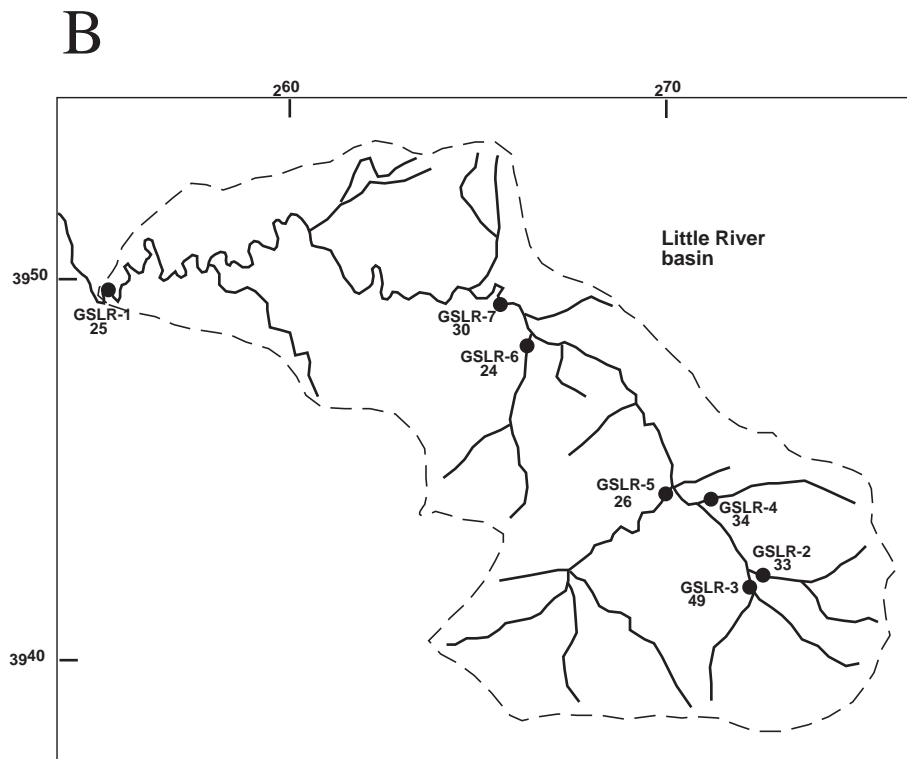 B
260
270
Little River
basin
3950
GSLR-1
25
GSLR-7
30
GSLR-6
24
GSLR-5
26
GSLR-4
34
GSLR-2
33
GSLR-3
49
3940